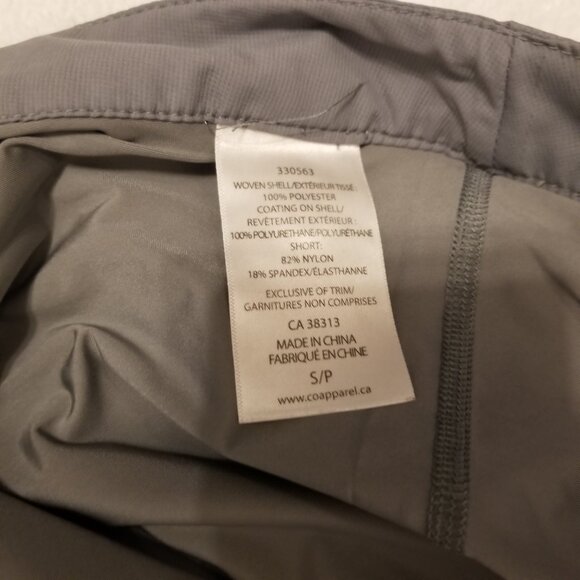 330563
WOVEN SHELL/EXTÉRIEUR TISSÉ :
100% POLYESTER
COATING ON SHELL/
REVÊTEMENT EXTÉRIEUR :
100% POLYURETHANE/POLYURÉTHANE
SHORT:
82% NYLON
18% SPANDEX/ÉLASTHANNE
EXCLUSIVE OF TRIM/
GARNITURES NON COMPRISES
CA 38313
MADE IN CHINA
FABRIQUÉ EN CHINE
S/P
www.coapparel.ca